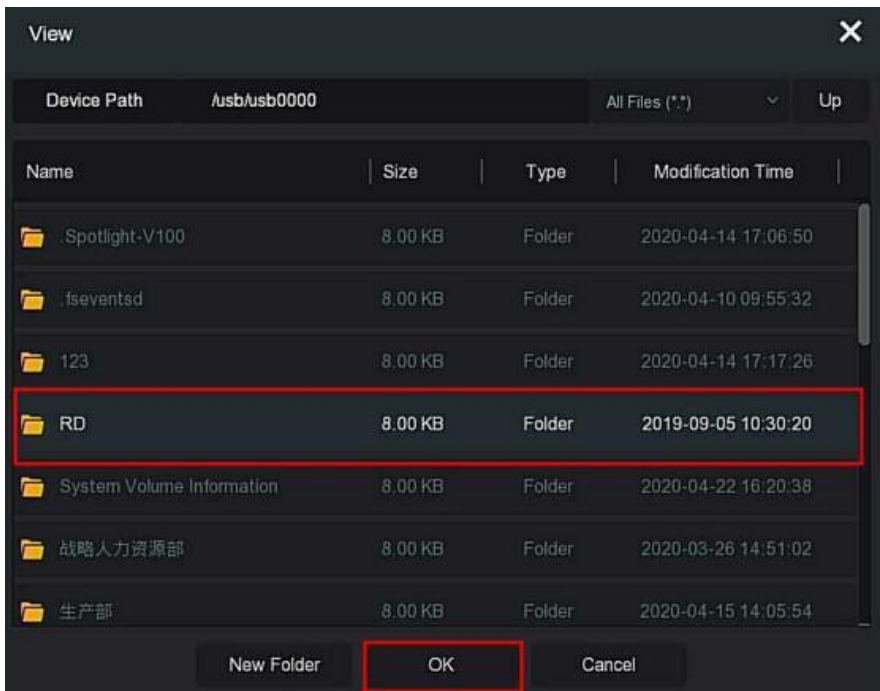 View
Device Path /usb/usb0000 All Files (*.*) Up
Name Size Type Modification Time
.Spotlight-V100 8.00 KB Folder 2020-04-14 17:06:50
.fseventsd 8.00 KB Folder 2020-04-10 09:55:32
123 8.00 KB Folder 2020-04-14 17:17:26
RD 8.00 KB Folder 2019-09-05 10:30:20
System Volume Information 8.00 KB Folder 2020-04-22 16:20:38
战略人力资源部 8.00 KB Folder 2020-03-26 14:51:02
生产部 8.00 KB Folder 2020-04-15 14:05:54
New Folder OK Cancel